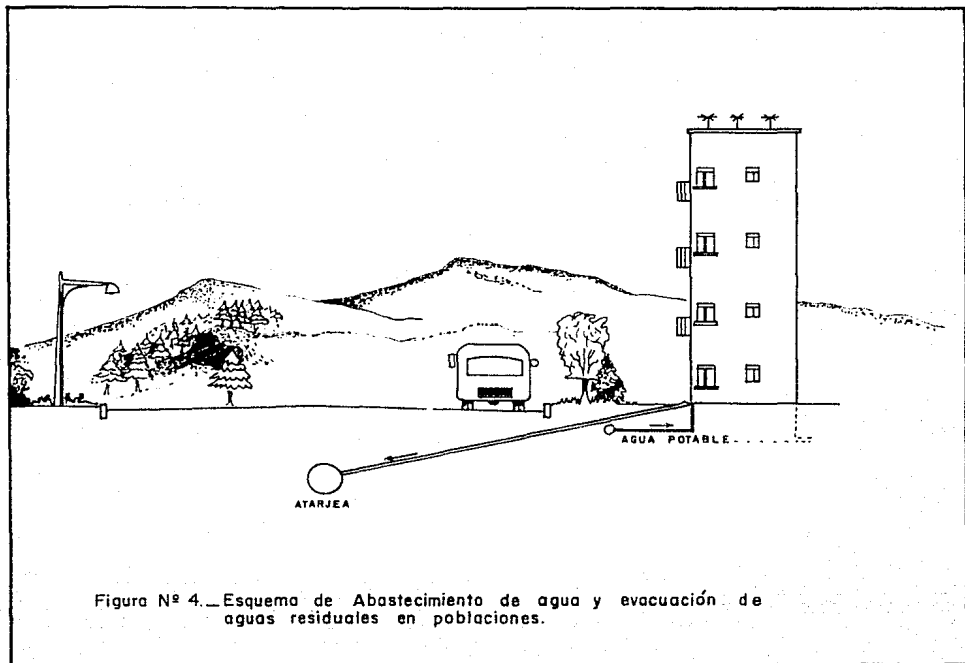 AGUA POTABLE
ATARJEA
Figura Nº 4._ Esquema de Abastecimiento de agua y evacuación de
aguas residuales en poblaciones.